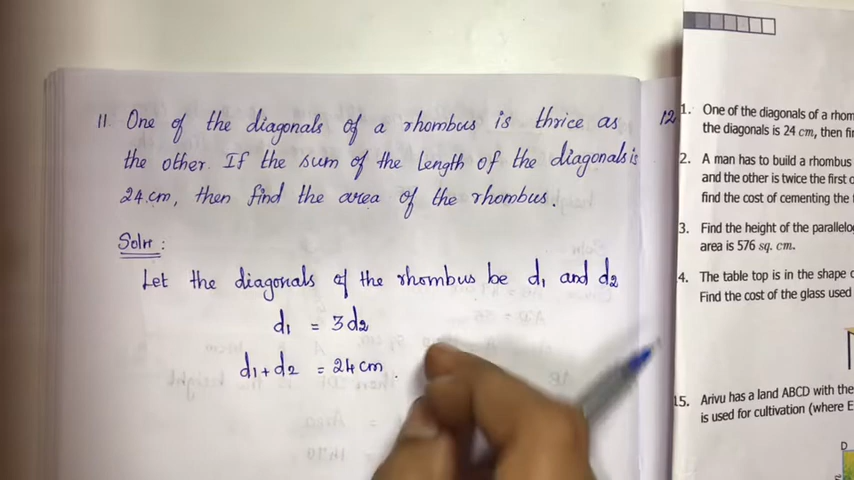 11. One of the diagonals of a rhombus is thrice as
the other. If the sum of the length of the diagonals is
24 cm, then find the area of the rhombus.
Soln:
Let the diagonals of the rhombus be d₁ and d₂
d₁ = 3d₂
d₁+d₂ = 24 cm.
12
1. One of the diagonals of a rhom
the diagonals is 24 cm, then fi
2. A man has to build a rhombus
and the other is twice the first o
find the cost of cementing the
3. Find the height of the parallelo
area is 576 sq. cm.
4. The table top is in the shape o
Find the cost of the glass used
15. Arivu has a land ABCD with the
is used for cultivation (where E
D